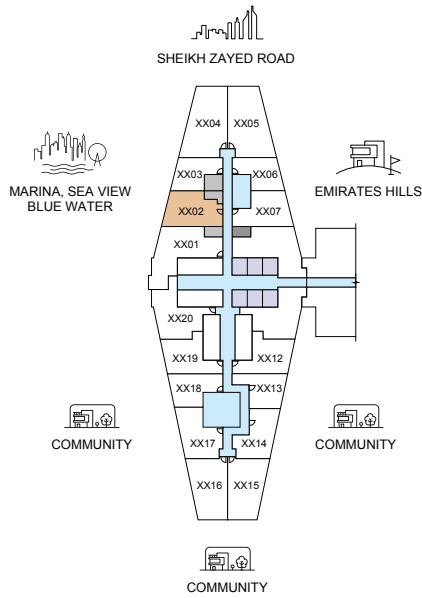 SHEIKH ZAYED ROAD
XX04 XX05
MARINA, SEA VIEW
BLUE WATER
XX03 XX06
EMIRATES HILLS
XX02 XX07
XX01
XX20
XX19 XX12
XX18 XX13
COMMUNITY
COMMUNITY
XX17 XX14
XX16 XX15
COMMUNITY